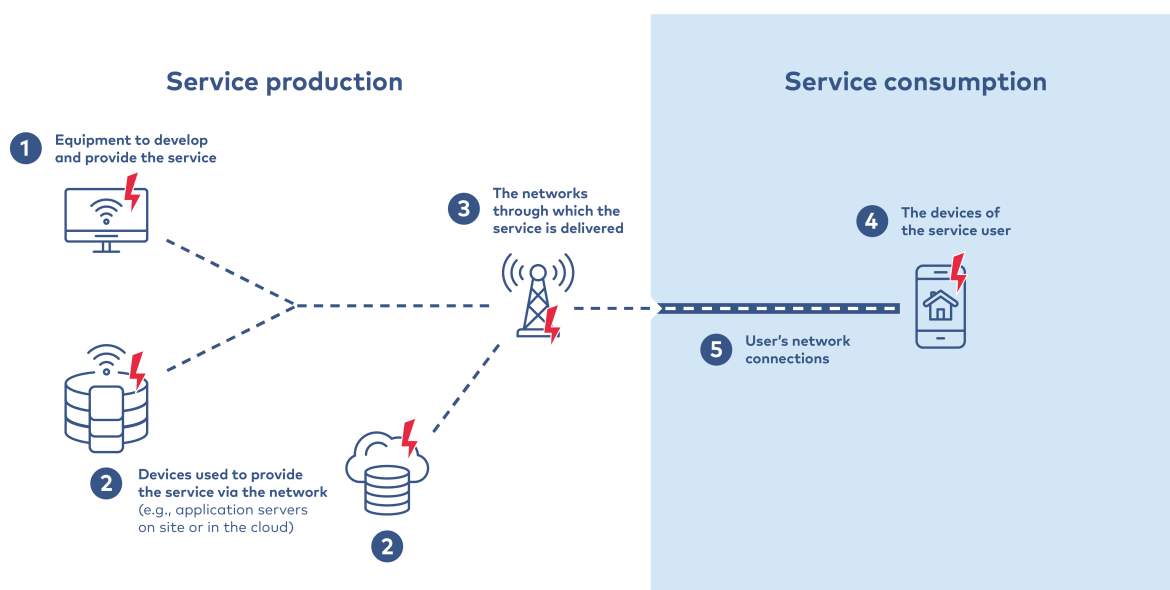 Service production
Service consumption
1
Equipment to develop
and provide the service
3
The networks
through which the
service is delivered
4
The devices of
the service user
5
User's network
connections
2
Devices used to provide
the service via the network
(e.g., application servers
on site or in the cloud)
2